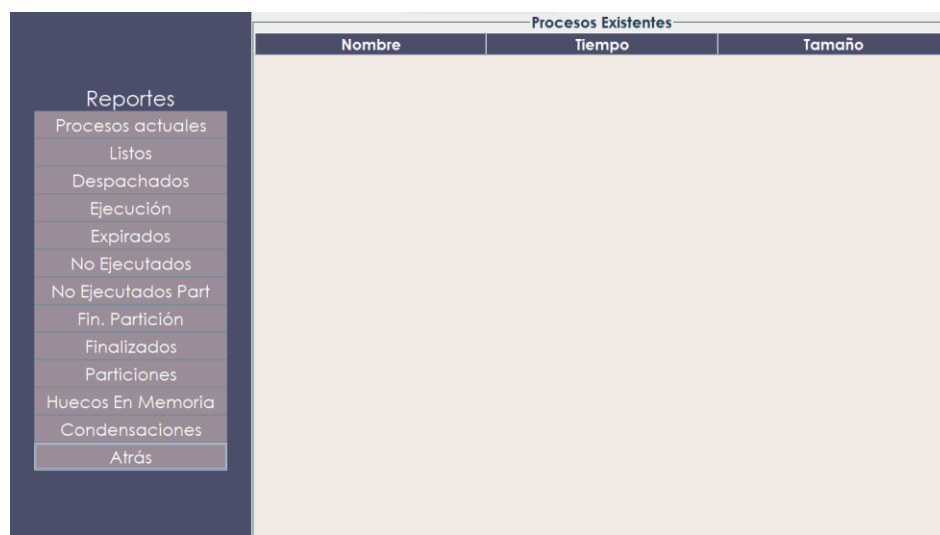 Procesos Existentes
Nombre Tiempo Tamaño
Reportes
Procesos actuales
Listos
Despachados
Ejecución
Expirados
No Ejecutados
No Ejecutados Part
Fin. Partición
Finalizados
Particiones
Huecos En Memoria
Condensaciones
Atrás